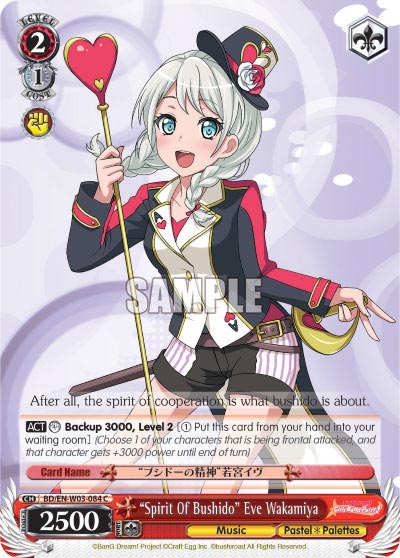 LEVEL
2
1
COST
SAMPLE
After all, the spirit of cooperation is what bushido is about.
ACT Backup 3000, Level 2 [① Put this card from your hand into your
waiting room] (Choose 1 of your characters that is being frontal attacked, and
that character gets +3000 power until end of turn)
Card Name “ブシドーの精神”若宮イヴ
CH BD/EN-W03-084 C
POWER 2500 “Spirit Of Bushido” Eve Wakamiya
Music Pastel＊Palettes
©BanG Dream! Project ©Craft Egg Inc. ©bushiroad All Rights Reserved.